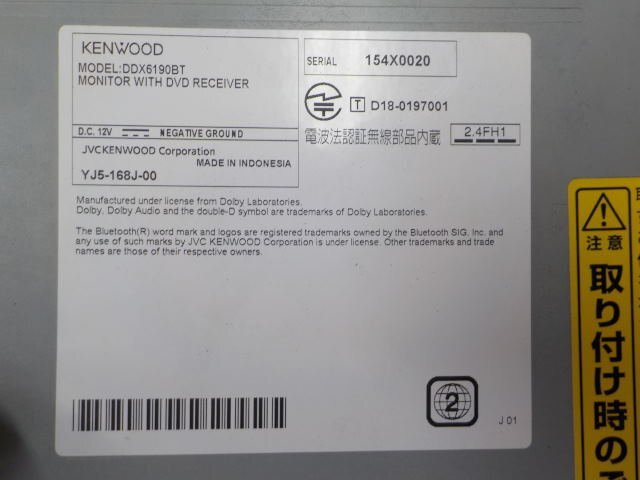 KENWOOD
MODEL:DDX6190BT
MONITOR WITH DVD RECEIVER
D.C. 12V NEGATIVE GROUND
JVCKENWOOD Corporation
MADE IN INDONESIA
YJ5-168J-00
SERIAL 154X0020
T D18-0197001
電波法認証無線部品内蔵 2.4FH1
Manufactured under license from Dolby Laboratories.
Dolby, Dolby Audio and the double-D symbol are trademarks of Dolby Laboratories.
The Bluetooth(R) word mark and logos are registered trademarks owned by the Bluetooth SIG, Inc. and
any use of such marks by JVC KENWOOD Corporation is under license. Other trademarks and trade
names are those of their respective owners.
2
J 01
注意
取り付け時の